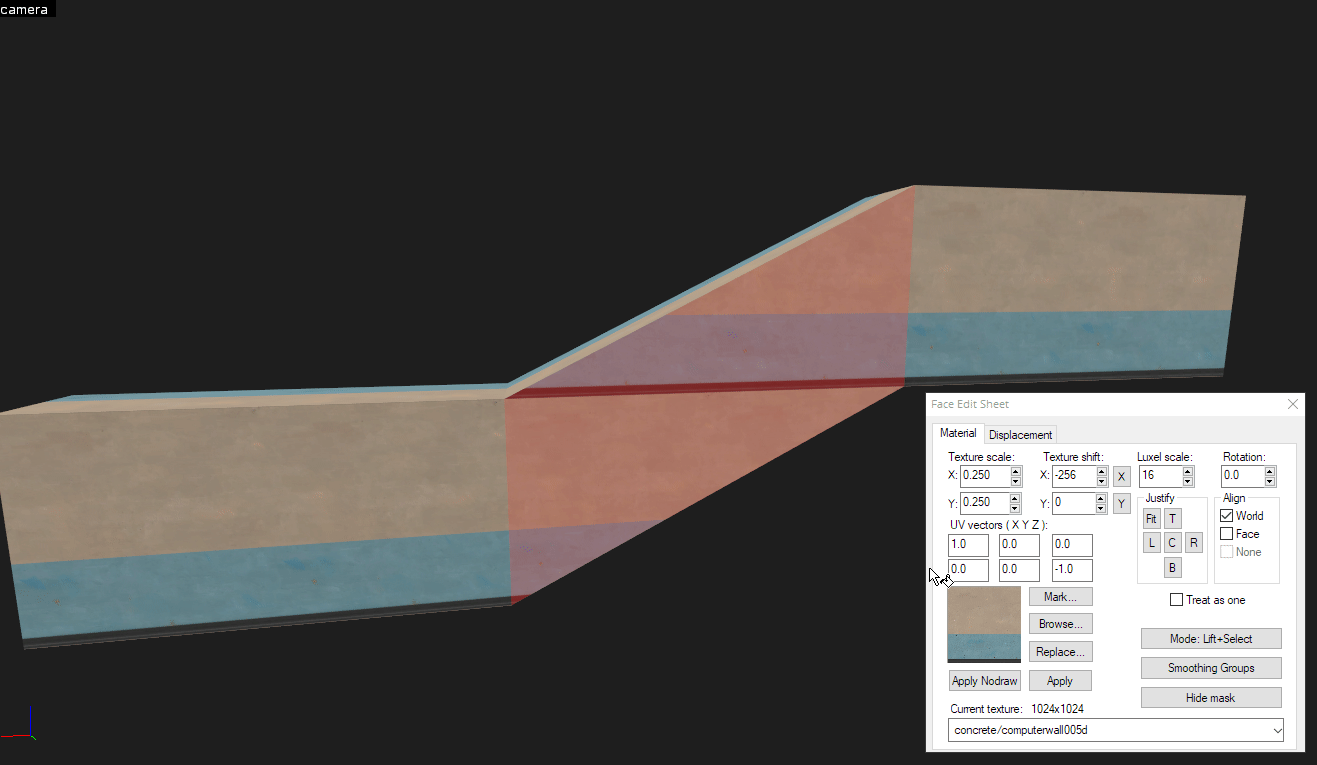 camera
Face Edit Sheet
Material Displacement
Texture scale: Texture shift: Luxel scale: Rotation:
X: 0.250 X: -256 X 16 0.0
Y: 0.250 Y: 0 Y Justify Align
Fit T World
UV vectors ( X Y Z ):
Face
1.0 0.0 0.0 L C R
None
0.0 0.0 -1.0 B
Mark... Treat as one
Browse... Mode: Lift+Select
Replace... Smoothing Groups
Apply Nodraw Apply
Hide mask
Current texture: 1024x1024
concrete/computerwall005d